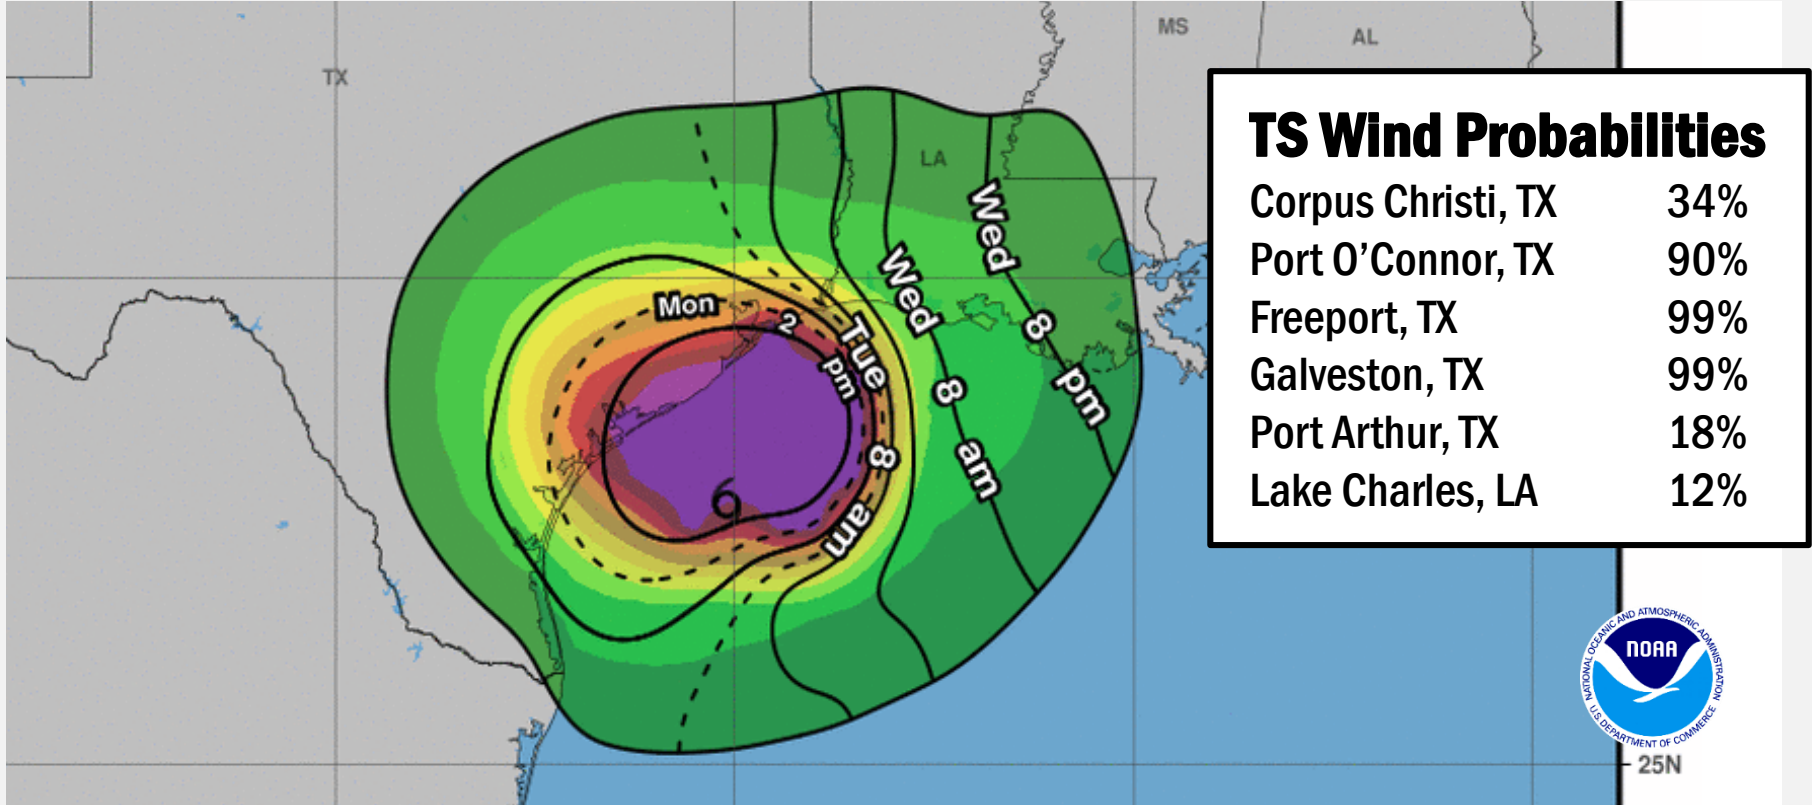 TX
MS
AL
LA
Mon
2
pm
Tue
8
am
Wed
8
am
Wed
8
pm
TS Wind Probabilities
Corpus Christi, TX 34%
Port O’Connor, TX 90%
Freeport, TX 99%
Galveston, TX 99%
Port Arthur, TX 18%
Lake Charles, LA 12%
NATIONAL OCEANIC AND ATMOSPHERIC ADMINISTRATION
NOAA
U.S. DEPARTMENT OF COMMERCE
25N